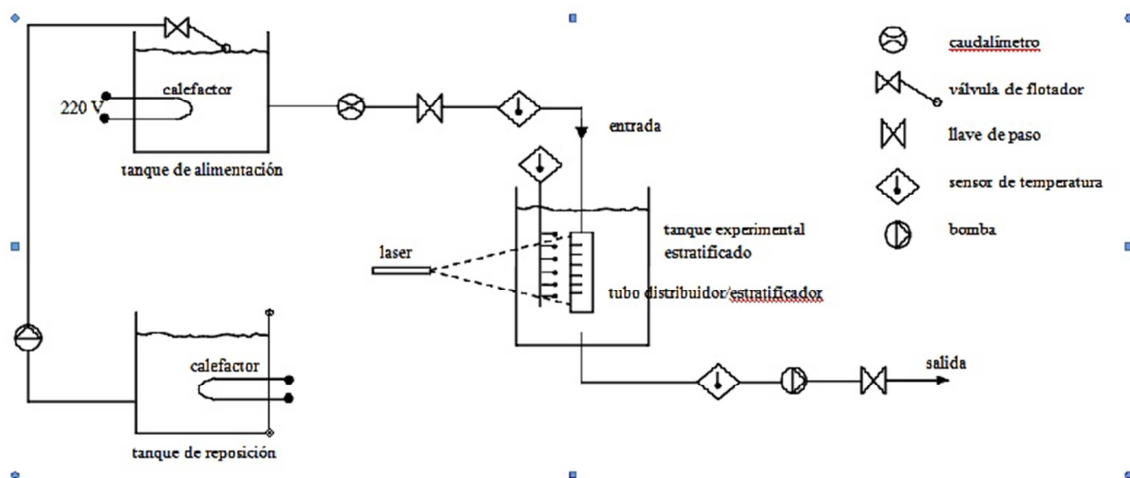 calefactor
220 V
tanque de alimentación
entrada
tanque experimental
estratificado
laser
tubo distribuidor/estratificador
calefactor
tanque de reposición
salida
caudalímetro
válvula de flotador
llave de paso
sensor de temperatura
bomba